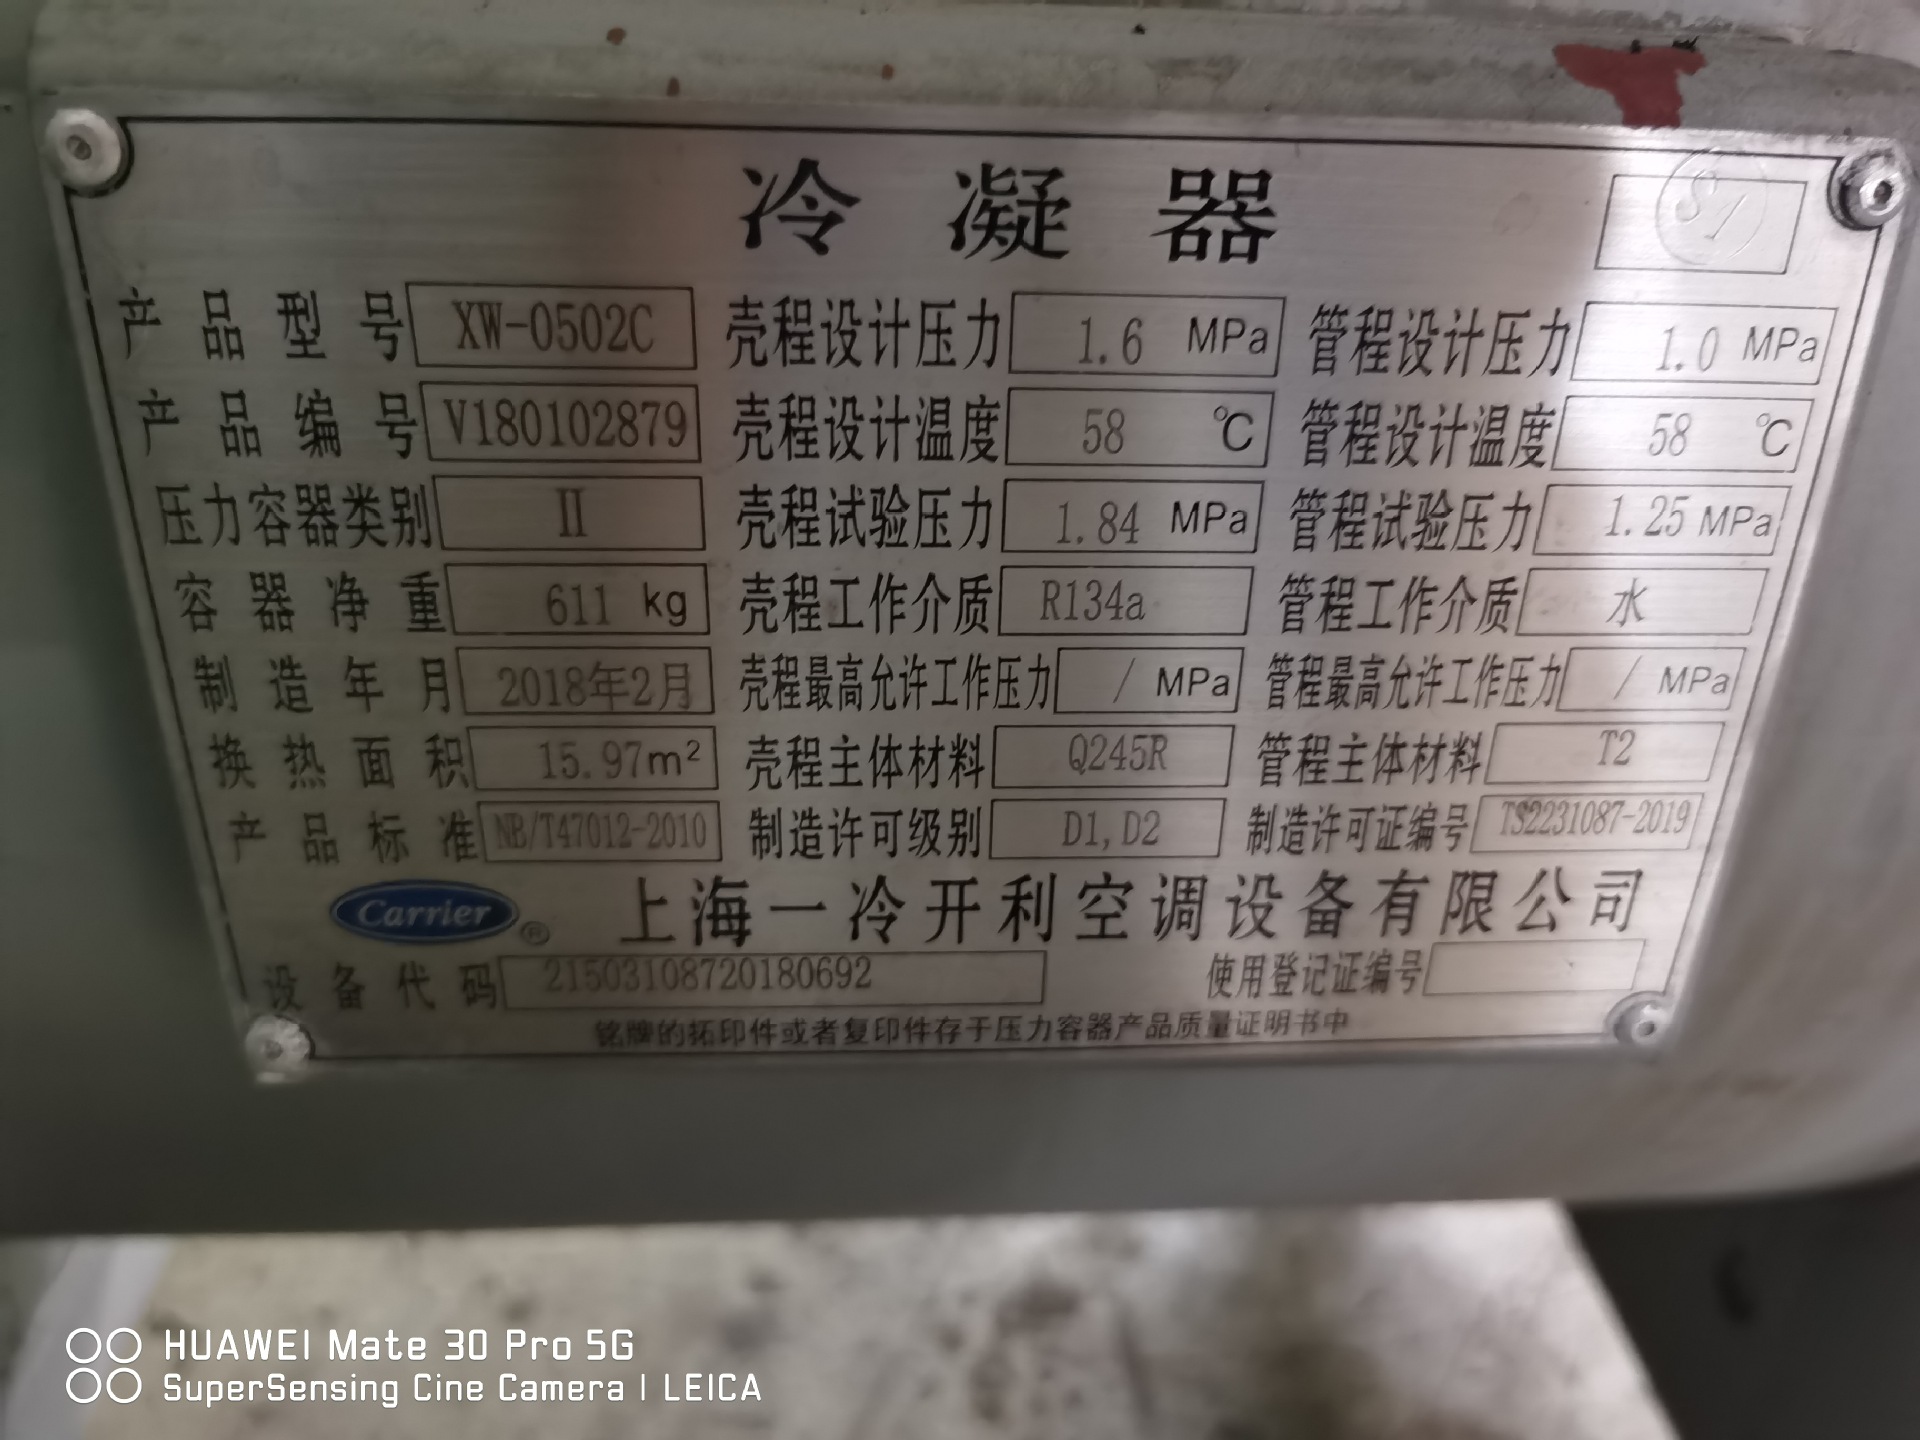 冷凝器
SI
产品型号 XW-0502C 壳程设计压力 1.6 MPa 管程设计压力 1.0 MPa
产品编号 V180102879 壳程设计温度 58 ℃ 管程设计温度 58 ℃
压力容器类别 II 壳程试验压力 1.84 MPa 管程试验压力 1.25 MPa
容器净重 611 kg 壳程工作介质 R134a 管程工作介质 水
制造年月 2018年2月 壳程最高允许工作压力 / MPa 管程最高允许工作压力 / MPa
换热面积 15.97m² 壳程主体材料 Q245R 管程主体材料 T2
产品标准 NB/T47012-2010 制造许可级别 D1,D2 制造许可证编号 TS2231087-2019
Carrier® 上海一冷开利空调设备有限公司
设备代码 21503108720180692 使用登记证编号
铭牌的拓印件或者复印件存于压力容器产品质量证明书中
HUAWEI Mate 30 Pro 5G
SuperSensing Cine Camera | LEICA